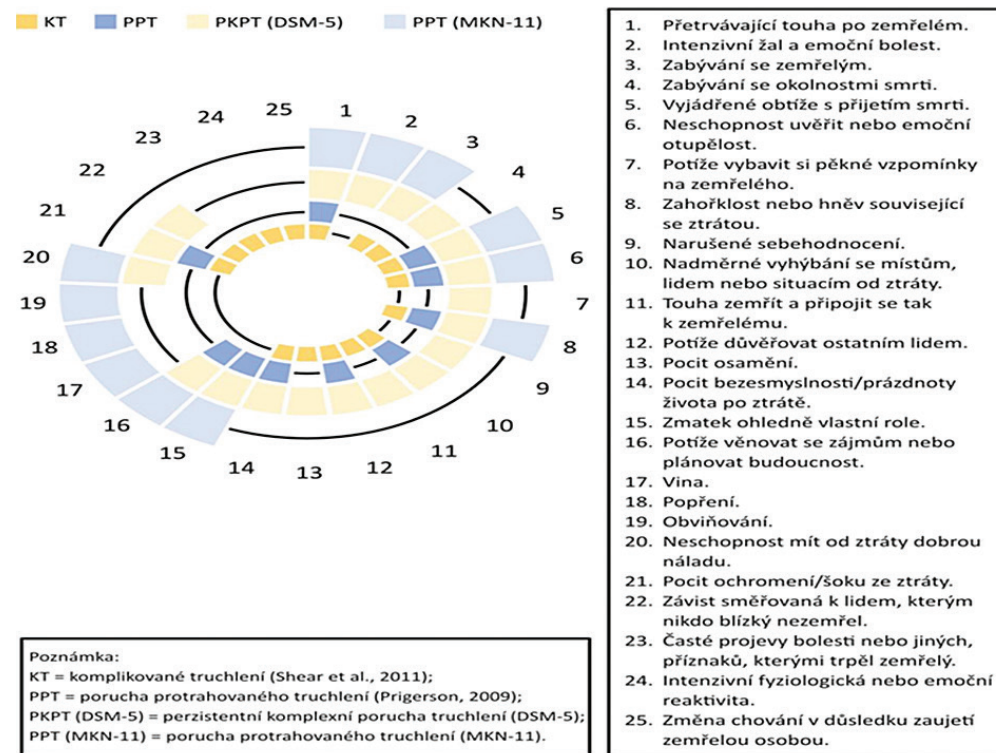 KT PPT PKPT (DSM-5) PPT (MKN-11)
1
2
3
4
5
6
7
8
9
10
11
12
13
14
15
16
17
18
19
20
21
22
23
24
25
1. Přetrvávající touha po zemřelém.
2. Intenzivní žal a emoční bolest.
3. Zabývání se zemřelým.
4. Zabývání se okolnostmi smrti.
5. Vyjádřené obtíže s přijetím smrti.
6. Neschopnost uvěřit nebo emoční
otupělost.
7. Potíže vybavit si pěkné vzpomínky
na zemřelého.
8. Zahořklost nebo hněv související
se ztrátou.
9. Narušené sebehodnocení.
10. Nadměrné vyhýbání se místům,
lidem nebo situacím od ztráty.
11. Touha zemřít a připojit se tak
k zemřelému.
12. Potíže důvěřovat ostatním lidem.
13. Pocit osamění.
14. Pocit bezesmyslnosti/prázdnoty
života po ztrátě.
15. Zmatek ohledně vlastní role.
16. Potíže věnovat se zájmům nebo
plánovat budoucnost.
17. Vina.
18. Popření.
19. Obviňování.
20. Neschopnost mít od ztráty dobrou
náladu.
21. Pocit ochromení/šoku ze ztráty.
22. Závist směřovaná k lidem, kterým
nikdo blízký nezemřel.
23. Časté projevy bolesti nebo jiných,
příznaků, kterými trpěl zemřelý.
24. Intenzivní fyziologická nebo emoční
reaktivita.
25. Změna chování v důsledku zaujetí
zemřelou osobou.
Poznámka:
KT = komplikované truchlení (Shear et al., 2011);
PPT = porucha protrahovaného truchlení (Prigerson, 2009);
PKPT (DSM-5) = perzistentní komplexní porucha truchlení (DSM-5);
PPT (MKN-11) = porucha protrahovaného truchlení (MKN-11).